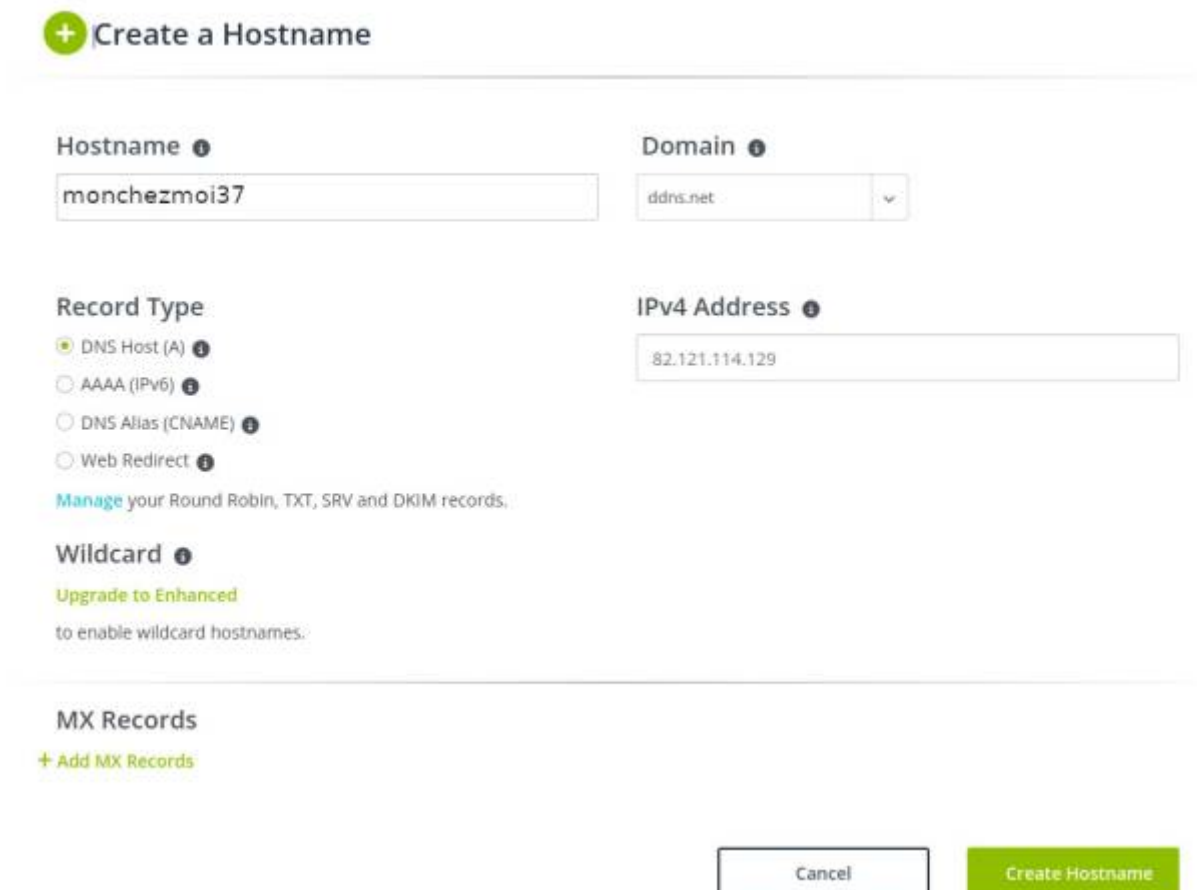 Create a Hostname
Hostname
Domain
monchezmoi37
ddns.net
Record Type
IPv4 Address
DNS Host (A)
82.121.114.129
AAAA (IPv6)
DNS Alias (CNAME)
Web Redirect
Manage your Round Robin, TXT, SRV and DKIM records.
Wildcard
Upgrade to Enhanced
to enable wildcard hostnames.
MX Records
+ Add MX Records
Cancel
Create Hostname